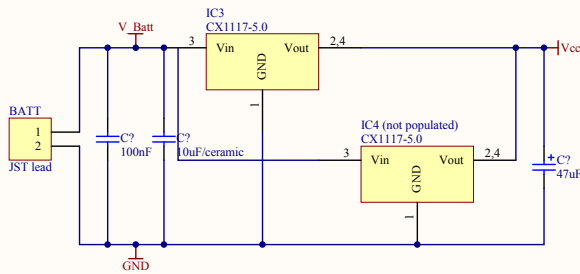 IC3
CX1117-5.0
V_Batt
3
Vin
Vout
2,4
GND
1
Vcc
BATT
1
2
JST lead
C?
100nF
C?
10uF/ceramic
IC4 (not populated)
CX1117-5.0
3
Vin
Vout
2,4
GND
1
+
C?
47uF
GND